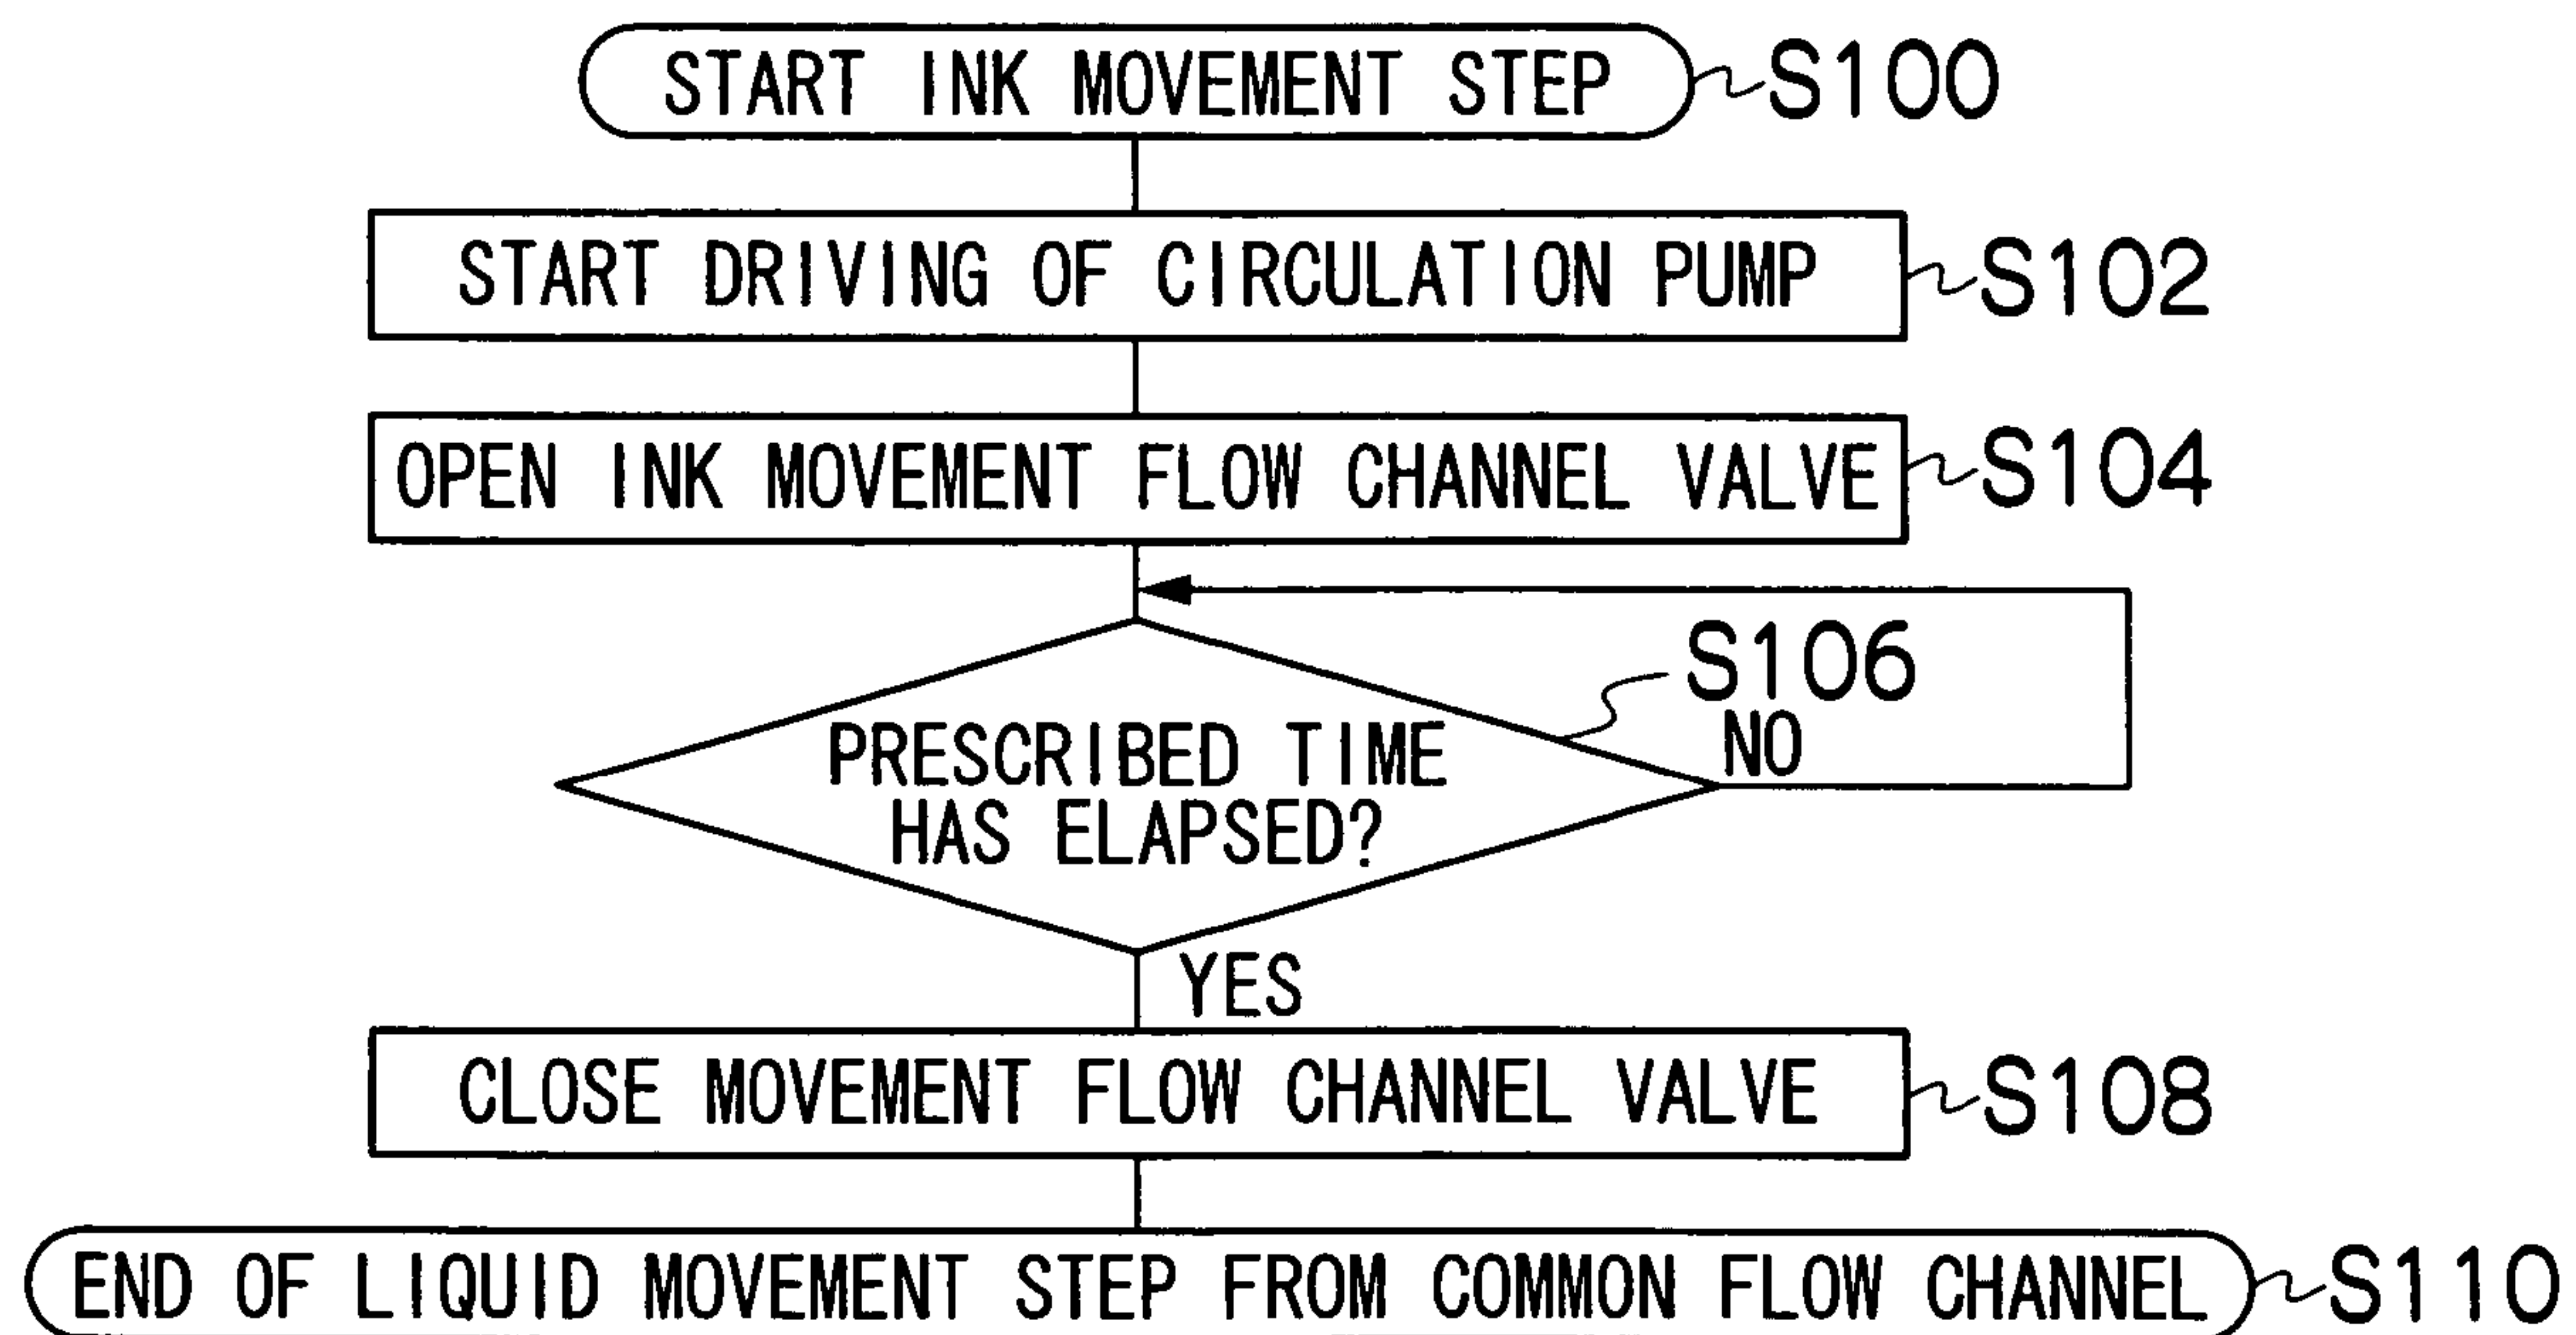 START INK MOVEMENT STEP S100
START DRIVING OF CIRCULATION PUMP S102
OPEN INK MOVEMENT FLOW CHANNEL VALVE S104
S106
PRESCRIBED TIME
HAS ELAPSED?
NO
YES
CLOSE MOVEMENT FLOW CHANNEL VALVE S108
END OF LIQUID MOVEMENT STEP FROM COMMON FLOW CHANNEL S110